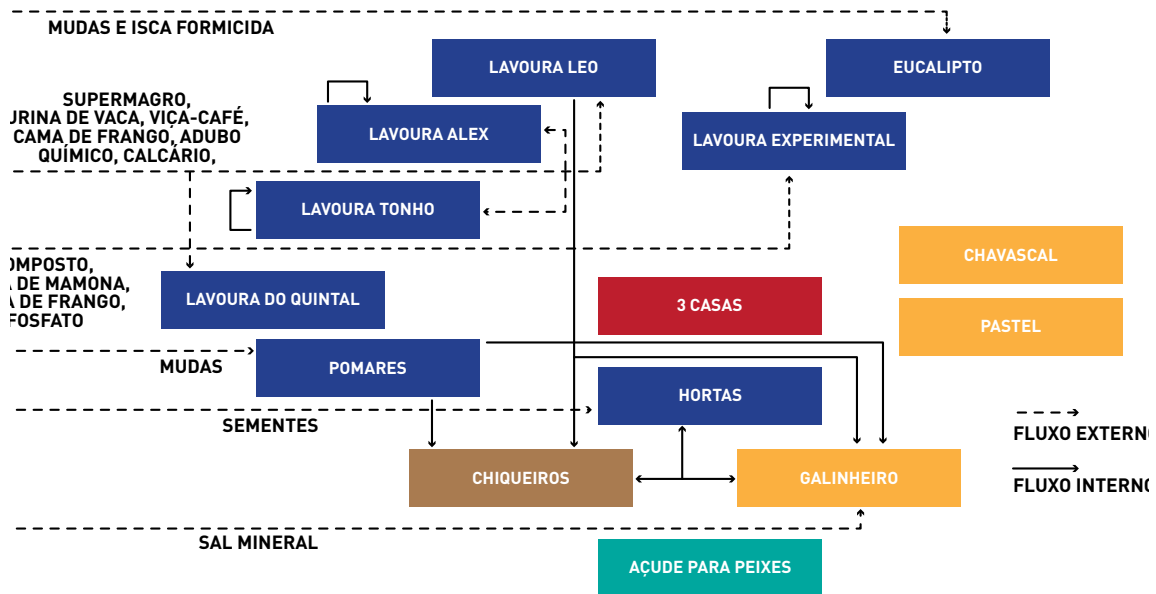 MUDAS E ISCA FORMICIDA
LAVOURA LEO
EUCALIPTO
SUPERMAGRO,
URINA DE VACA, VIÇA-CAFÉ,
CAMA DE FRANGO, ADUBO
QUÍMICO, CALCÁRIO,
LAVOURA ALEX
LAVOURA EXPERIMENTAL
LAVOURA TONHO
CHAVASCAL
OMPOSTO,
A DE MAMONA,
A DE FRANGO,
FOSFATO
LAVOURA DO QUINTAL
3 CASAS
PASTEL
MUDAS
POMARES
HORTAS
SEMENTES
FLUXO EXTERNO
CHIQUEIROS
GALINHEIRO
FLUXO INTERNO
SAL MINERAL
AÇUDE PARA PEIXES